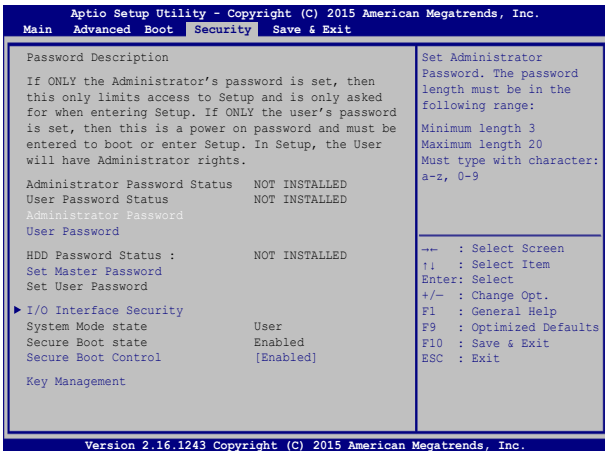 Aptio Setup Utility - Copyright (C) 2015 American Megatrends, Inc.
Main Advanced Boot Security Save & Exit
Password Description
If ONLY the Administrator's password is set, then
this only limits access to Setup and is only asked
for when entering Setup. If ONLY the user's password
is set, then this is a power on password and must be
entered to boot or enter Setup. In Setup, the User
will have Administrator rights.
Administrator Password Status NOT INSTALLED
User Password Status NOT INSTALLED
Administrator Password
User Password
HDD Password Status : NOT INSTALLED
Set Master Password
Set User Password
I/O Interface Security
System Mode state User
Secure Boot state Enabled
Secure Boot Control [Enabled]
Key Management
Set Administrator
Password. The password
length must be in the
following range:
Minimum length 3
Maximum length 20
Must type with character:
a-z, 0-9
→← : Select Screen
↑↓ : Select Item
Enter: Select
+/— : Change Opt.
F1 : General Help
F9 : Optimized Defaults
F10 : Save & Exit
ESC : Exit
Version 2.16.1243 Copyright (C) 2015 American Megatrends, Inc.